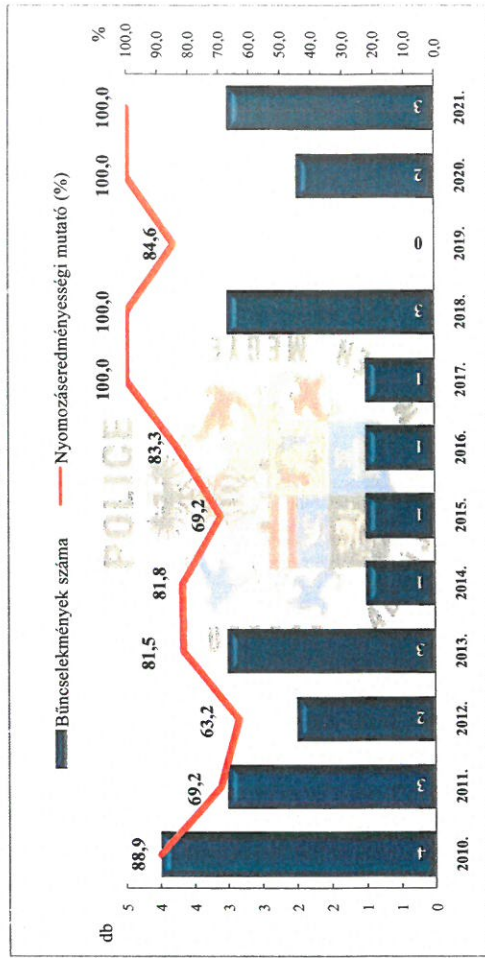 Bűncselekmények száma Nyomozáseredményességi mutató (%)
db %
5 4 4 3 3 2 2 1 1 0 0
100,0 90,0 80,0 70,0 60,0 50,0 40,0 30,0 20,0 10,0 0,0
88,9 69,2 63,2 81,5 81,8 69,2 83,3 100,0 100,0 84,6 100,0 100,0
POLICE
4 3 2 3 1 1 1 1 3 0 2 3
2010. 2011. 2012. 2013. 2014. 2015. 2016. 2017. 2018. 2019. 2020. 2021.